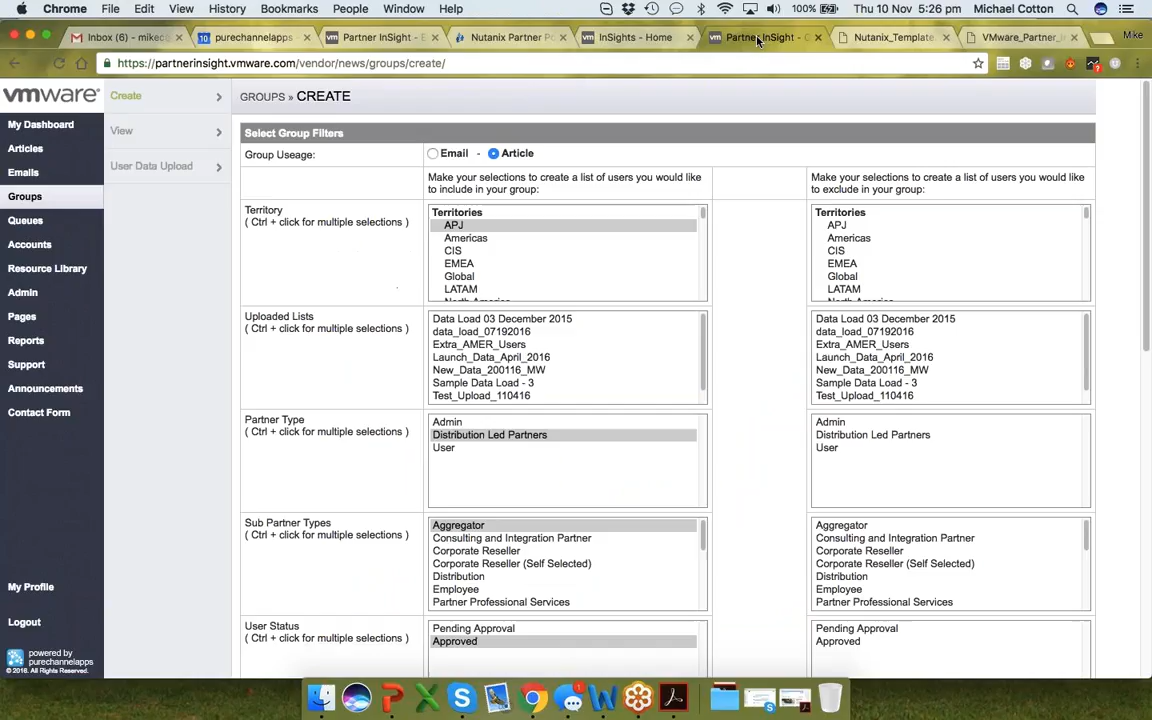 Chrome File Edit View History Bookmarks People Window Help 100% Thu 10 Nov 5:26 pm Michael Cotton
Inbox (6) - mikec
purechannelapps -
Partner InSight - E
Nutanix Partner Po
InSights - Home
Partner InSight - C
Nutanix_Template
VMware_Partner_I
Mike
https://partnerinsight.vmware.com/vendor/news/groups/create/
vmware
My Dashboard
Articles
Emails
Groups
Queues
Accounts
Resource Library
Admin
Pages
Reports
Support
Announcements
Contact Form
My Profile
Logout
powered by
purechannelapps
© 2016. All Rights Reserved.
Create
View
User Data Upload
GROUPS » CREATE
Select Group Filters
Group Useage:
Email - Article
Make your selections to create a list of users you would like
to include in your group:
Make your selections to create a list of users you would like
to exclude in your group:
Territory
( Ctrl + click for multiple selections )
Territories
APJ
Americas
CIS
EMEA
Global
LATAM
North America
Territories
APJ
Americas
CIS
EMEA
Global
LATAM
North America
Uploaded Lists
( Ctrl + click for multiple selections )
Data Load 03 December 2015
data_load_07192016
Extra_AMER_Users
Launch_Data_April_2016
New_Data_200116_MW
Sample Data Load - 3
Test_Upload_110416
Data Load 03 December 2015
data_load_07192016
Extra_AMER_Users
Launch_Data_April_2016
New_Data_200116_MW
Sample Data Load - 3
Test_Upload_110416
Partner Type
( Ctrl + click for multiple selections )
Admin
Distribution Led Partners
User
Admin
Distribution Led Partners
User
Sub Partner Types
( Ctrl + click for multiple selections )
Aggregator
Consulting and Integration Partner
Corporate Reseller
Corporate Reseller (Self Selected)
Distribution
Employee
Partner Professional Services
Aggregator
Consulting and Integration Partner
Corporate Reseller
Corporate Reseller (Self Selected)
Distribution
Employee
Partner Professional Services
User Status
( Ctrl + click for multiple selections )
Pending Approval
Approved
Pending Approval
Approved